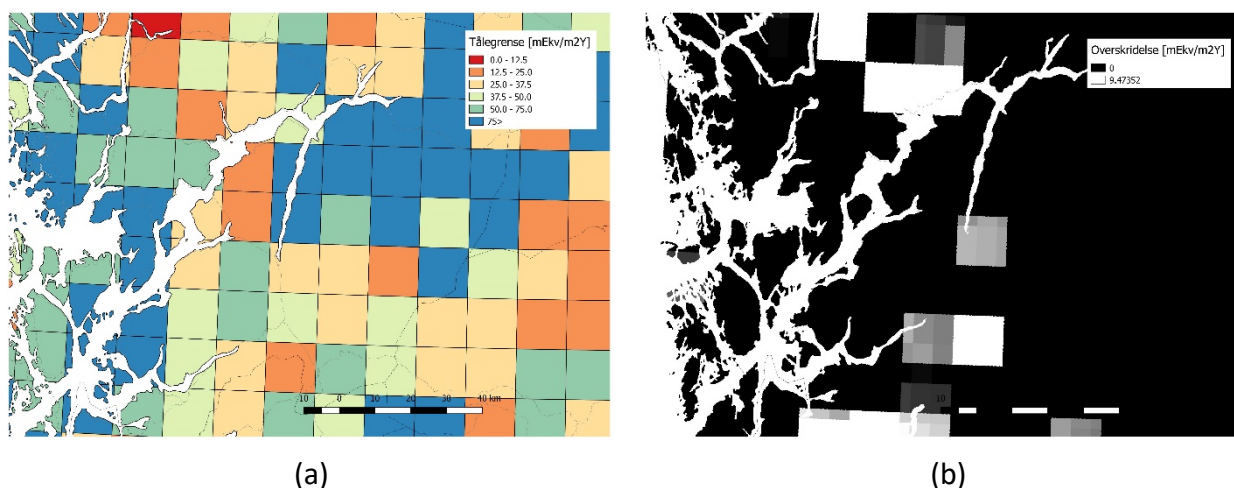 Tålegrense [mEkv/m2Y]
0.0 - 12.5
12.5 - 25.0
25.0 - 37.5
37.5 - 50.0
50.0 - 75.0
75>
10 0 10 20 30 40 km
(a)
Overskridelse [mEkv/m2Y]
0
9.47352
10
(b)